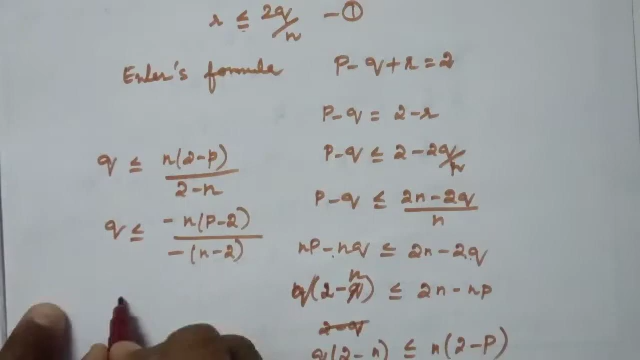 r ≤ 2q/n — ①
Euler's formula p - q + r = 2
p - q = 2 - r
p - q ≤ 2 - 2q/n
p - q ≤ (2n - 2q)/n
np - nq ≤ 2n - 2q
q(2 - n) ≤ 2n - np
q(2 - n) ≤ n(2 - p)
q ≤ n(2 - p)/(2 - n)
q ≤ -n(p - 2)/-(n - 2)